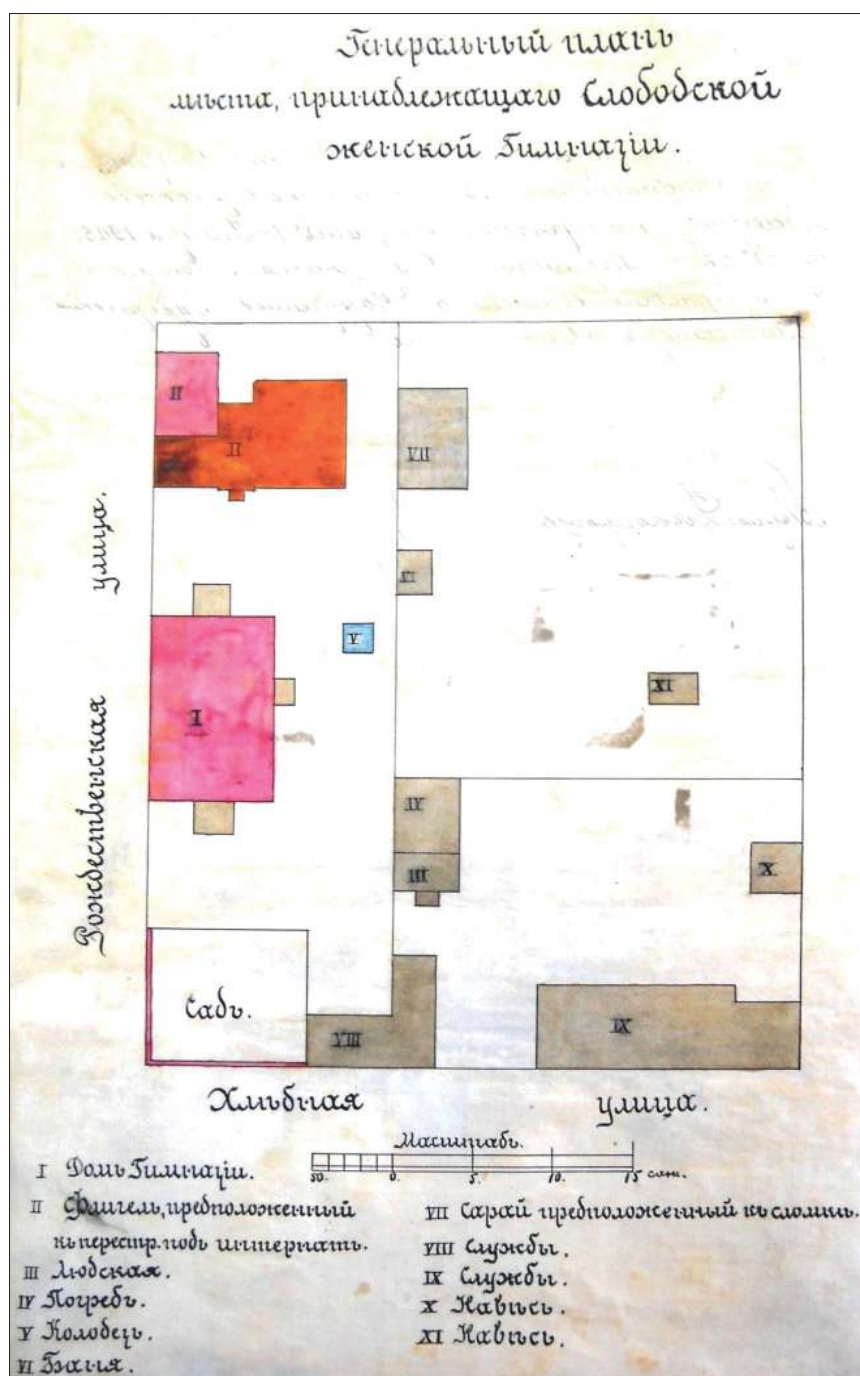 Генеральный планъ
мѣста, принадлежащаго Слободской
женской Гимназіи.
II
II
VII
улица.
VI
V
XI
I
Рождественская
IV
III
X.
Садъ.
VIII
IX
Хлѣбная улица.
Масштабъ.
50. 0. 5. 10. 15 саж.
I Домъ Гимназіи.
II Флигель, предположенный
къ перестр. подъ интернатъ.
III Людская.
IV Погребъ.
V Колодецъ.
VI Баня.
VII Сарай предположенный къ сломкѣ.
VIII Службы.
IX Службы.
X Навѣсъ.
XI Навѣсъ.